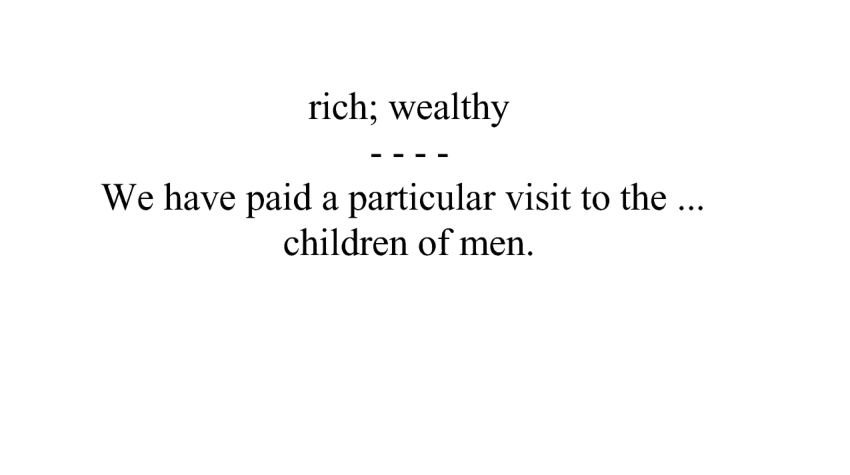 rich; wealthy
- - - -
We have paid a particular visit to the ...
children of men.